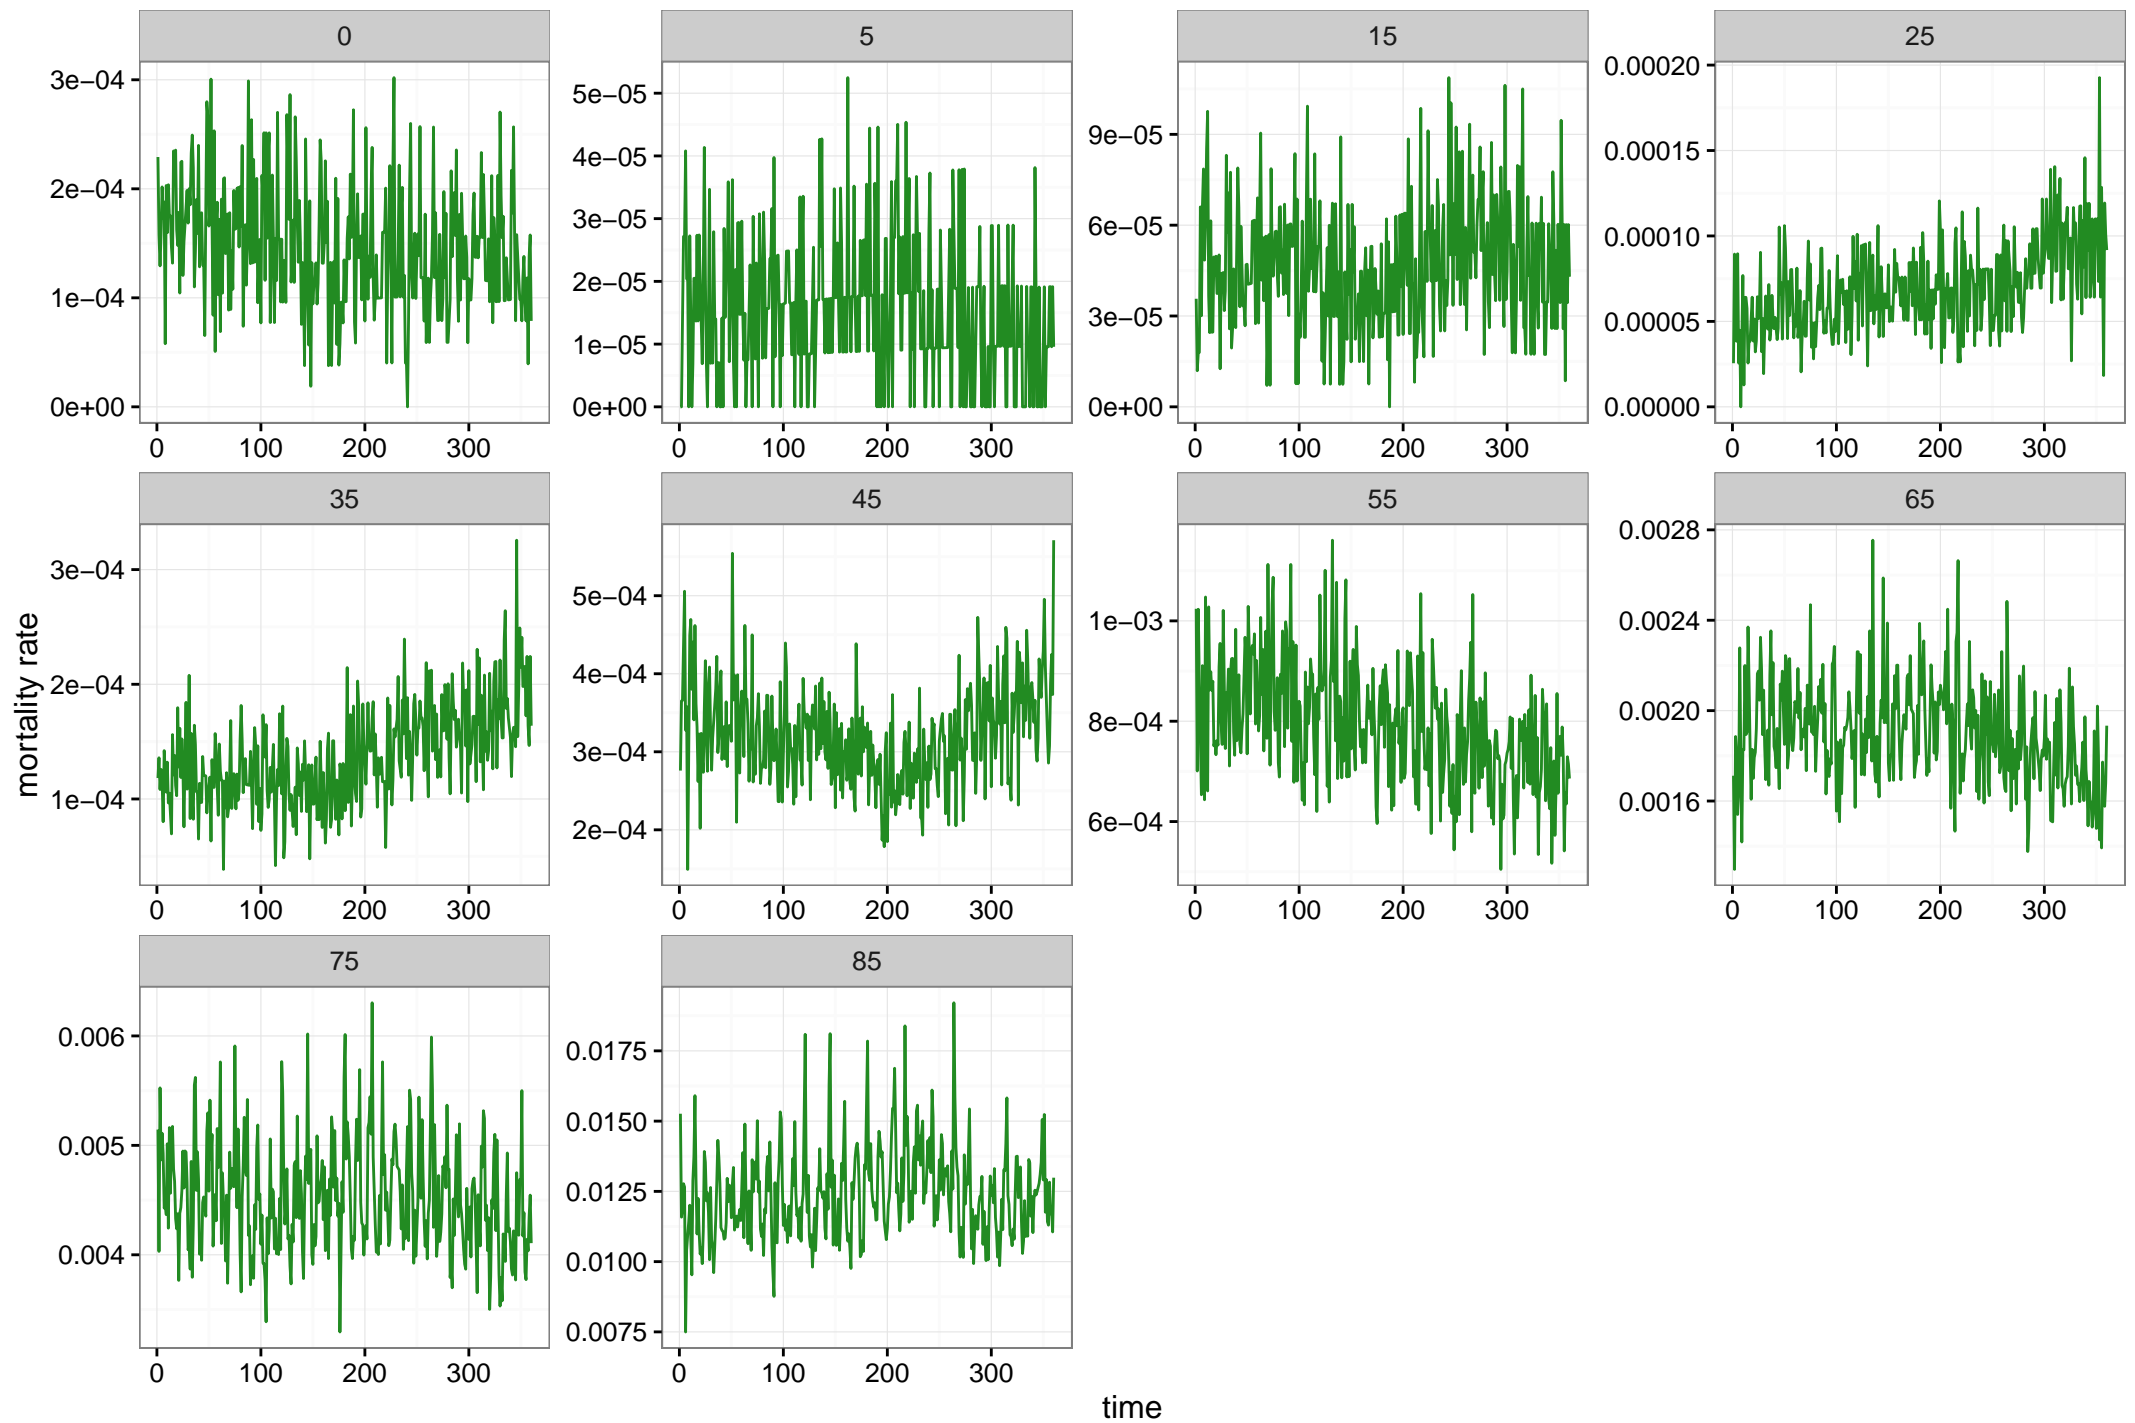 0 5 15 25
3e−04
2e−04
1e−04
0e+00
5e−05
4e−05
3e−05
2e−05
1e−05
0e+00
9e−05
6e−05
3e−05
0e+00
0.00020
0.00015
0.00010
0.00005
0.00000
0 100 200 300 0 100 200 300 0 100 200 300 0 100 200 300
35 45 55 65
3e−04
2e−04
1e−04
5e−04
4e−04
3e−04
2e−04
1e−03
8e−04
6e−04
0.0028
0.0024
0.0020
0.0016
0 100 200 300 0 100 200 300 0 100 200 300 0 100 200 300
mortality rate
75 85
0.006
0.005
0.004
0.0175
0.0150
0.0125
0.0100
0.0075
0 100 200 300 0 100 200 300
time